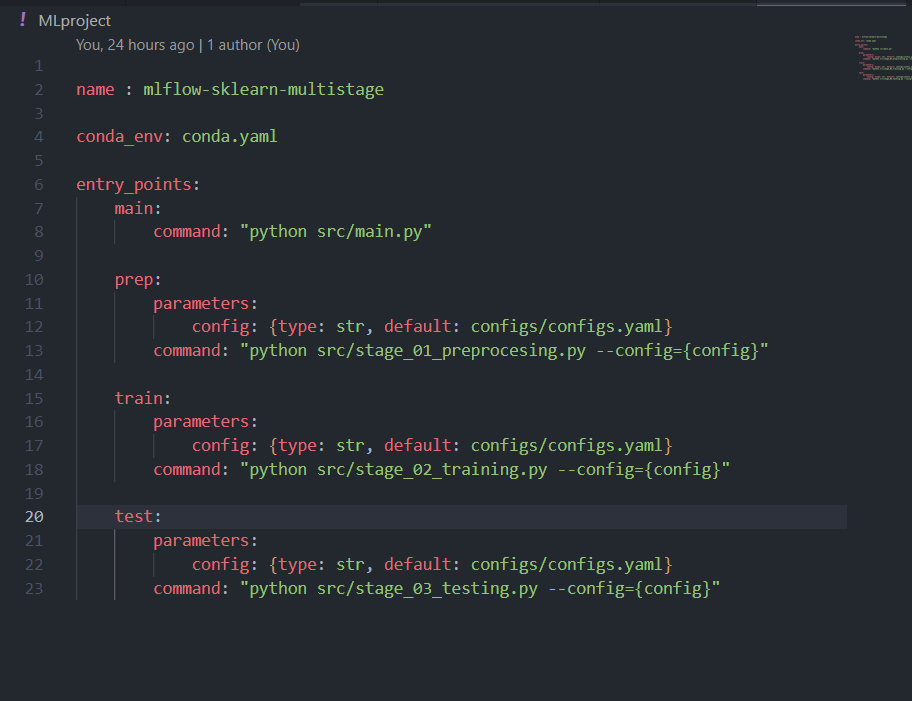 ! MLproject
You, 24 hours ago | 1 author (You)
1
2 name : mlflow-sklearn-multistage
3
4 conda_env: conda.yaml
5
6 entry_points:
7 main:
8 command: "python src/main.py"
9
10 prep:
11 parameters:
12 config: {type: str, default: configs/configs.yaml}
13 command: "python src/stage_01_preprocesing.py --config={config}"
14
15 train:
16 parameters:
17 config: {type: str, default: configs/configs.yaml}
18 command: "python src/stage_02_training.py --config={config}"
19
20 test:
21 parameters:
22 config: {type: str, default: configs/configs.yaml}
23 command: "python src/stage_03_testing.py --config={config}"